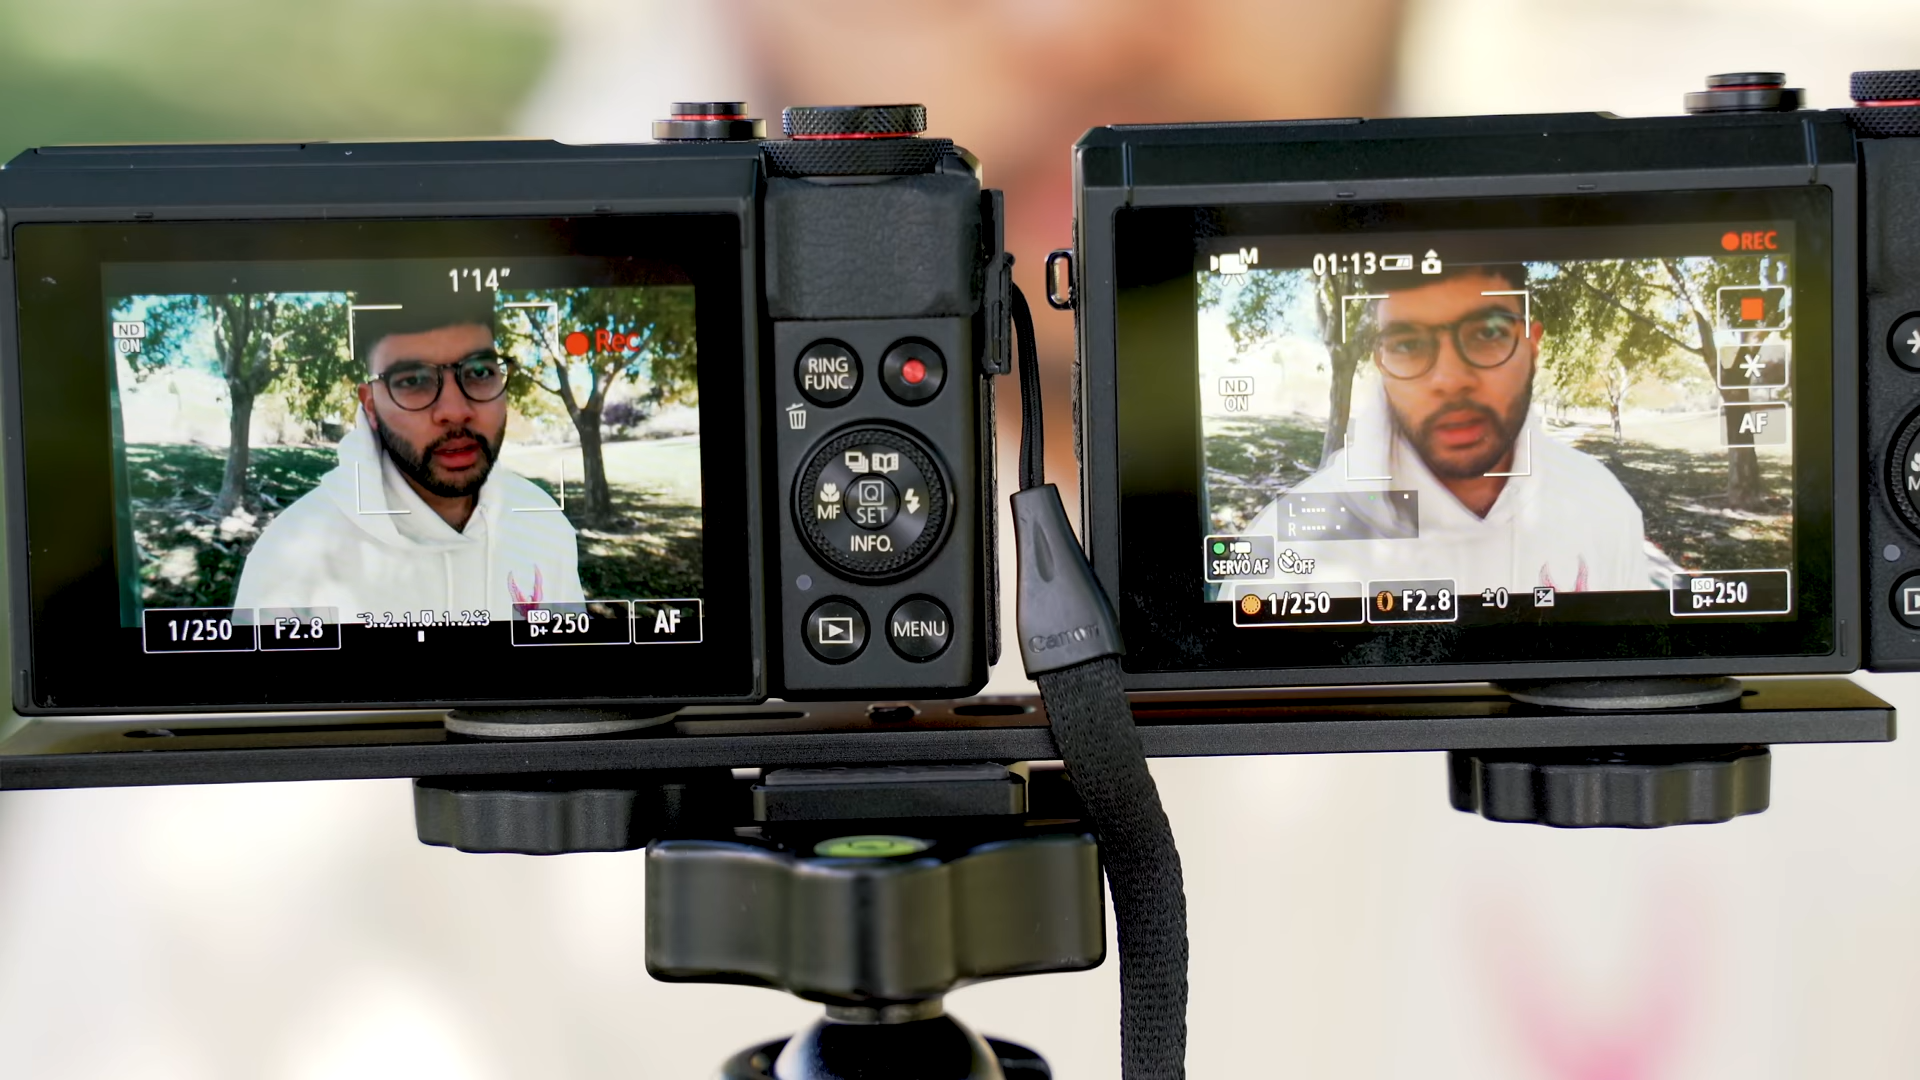 1'14"
ND
ON
Rec
1/250
F2.8
-3..2..1..0..1..2..+3
ISO
D+ 250
AF
RING
FUNC.
MF
Q
SET
INFO.
MENU
Canon
M
01:13
REC
ND
ON
AF
L
R
SERVO AF
OFF
1/250
F2.8
±0
ISO
D+ 250
M